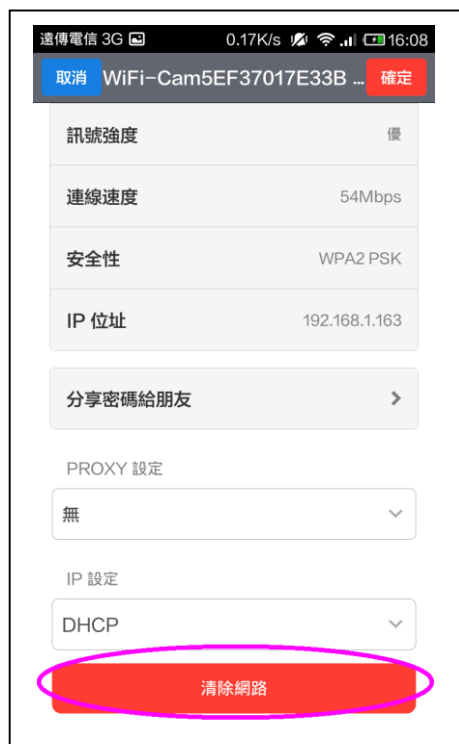 遠傳電信 3G 0.17K/s 16:08
取消 WiFi-Cam5EF37017E33B ... 確定
訊號強度 優
連線速度 54Mbps
安全性 WPA2 PSK
IP 位址 192.168.1.163
分享密碼給朋友
PROXY 設定
無
IP 設定
DHCP
清除網路